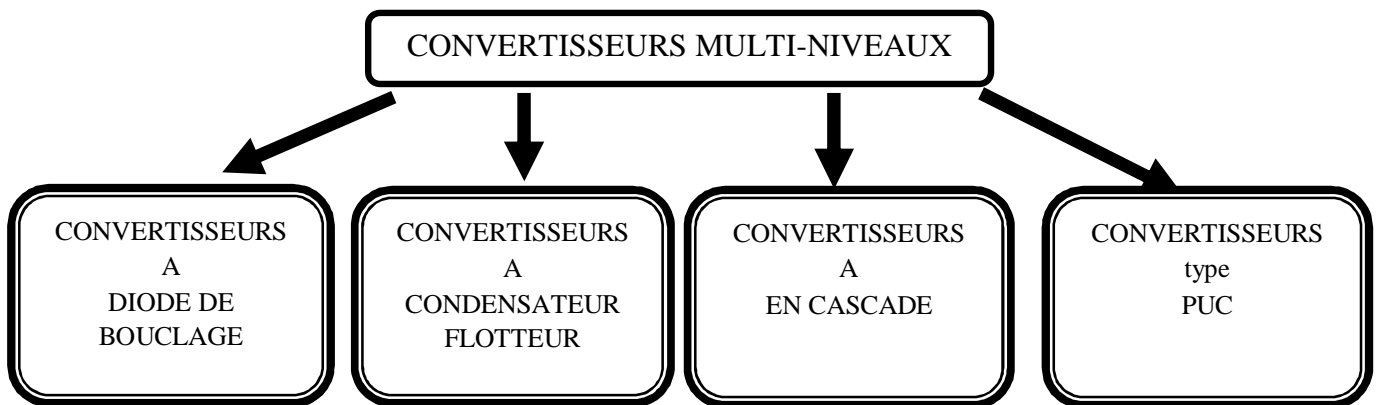 CONVERTISSEURS MULTI-NIVEAUX
CONVERTISSEURS
A
DIODE DE
BOUCLAGE
CONVERTISSEURS
A
CONDENSATEUR
FLOTTEUR
CONVERTISSEURS
A
EN CASCADE
CONVERTISSEURS
type
PUC